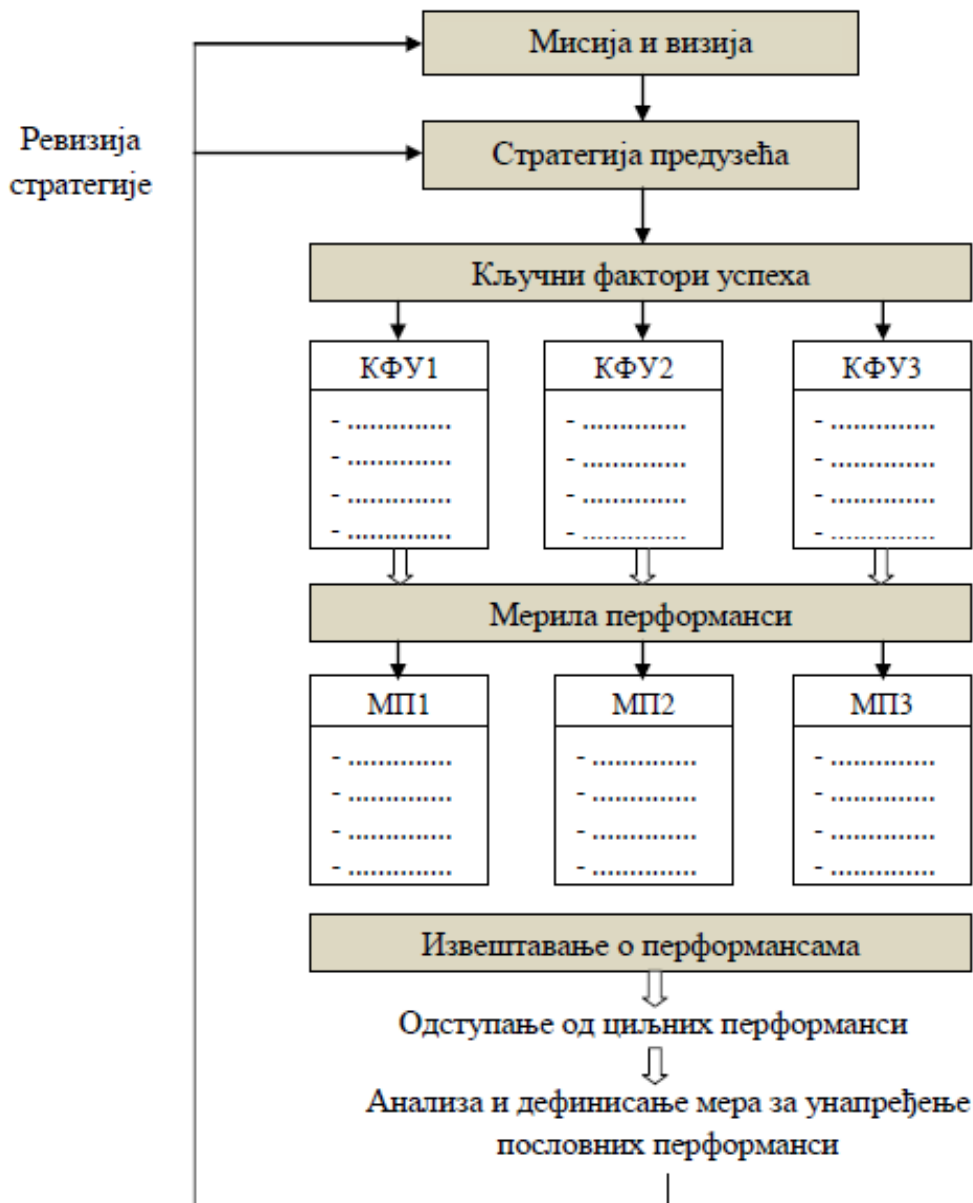 Мисија и визија
Ревизија
стратегије
Стратегија предузећа
Кључни фактори успеха
КФУ1
КФУ2
КФУ3
- ..............
- ..............
- ..............
- ..............
- ..............
- ..............
- ..............
- ..............
- ..............
- ..............
- ..............
- ..............
Мерила перформанси
МП1
МП2
МП3
- ..............
- ..............
- ..............
- ..............
- ..............
- ..............
- ..............
- ..............
- ..............
- ..............
- ..............
- ..............
Извештавање о перформансама
Одступање од циљних перформанси
Анализа и дефинисање мера за унапређење
пословних перформанси